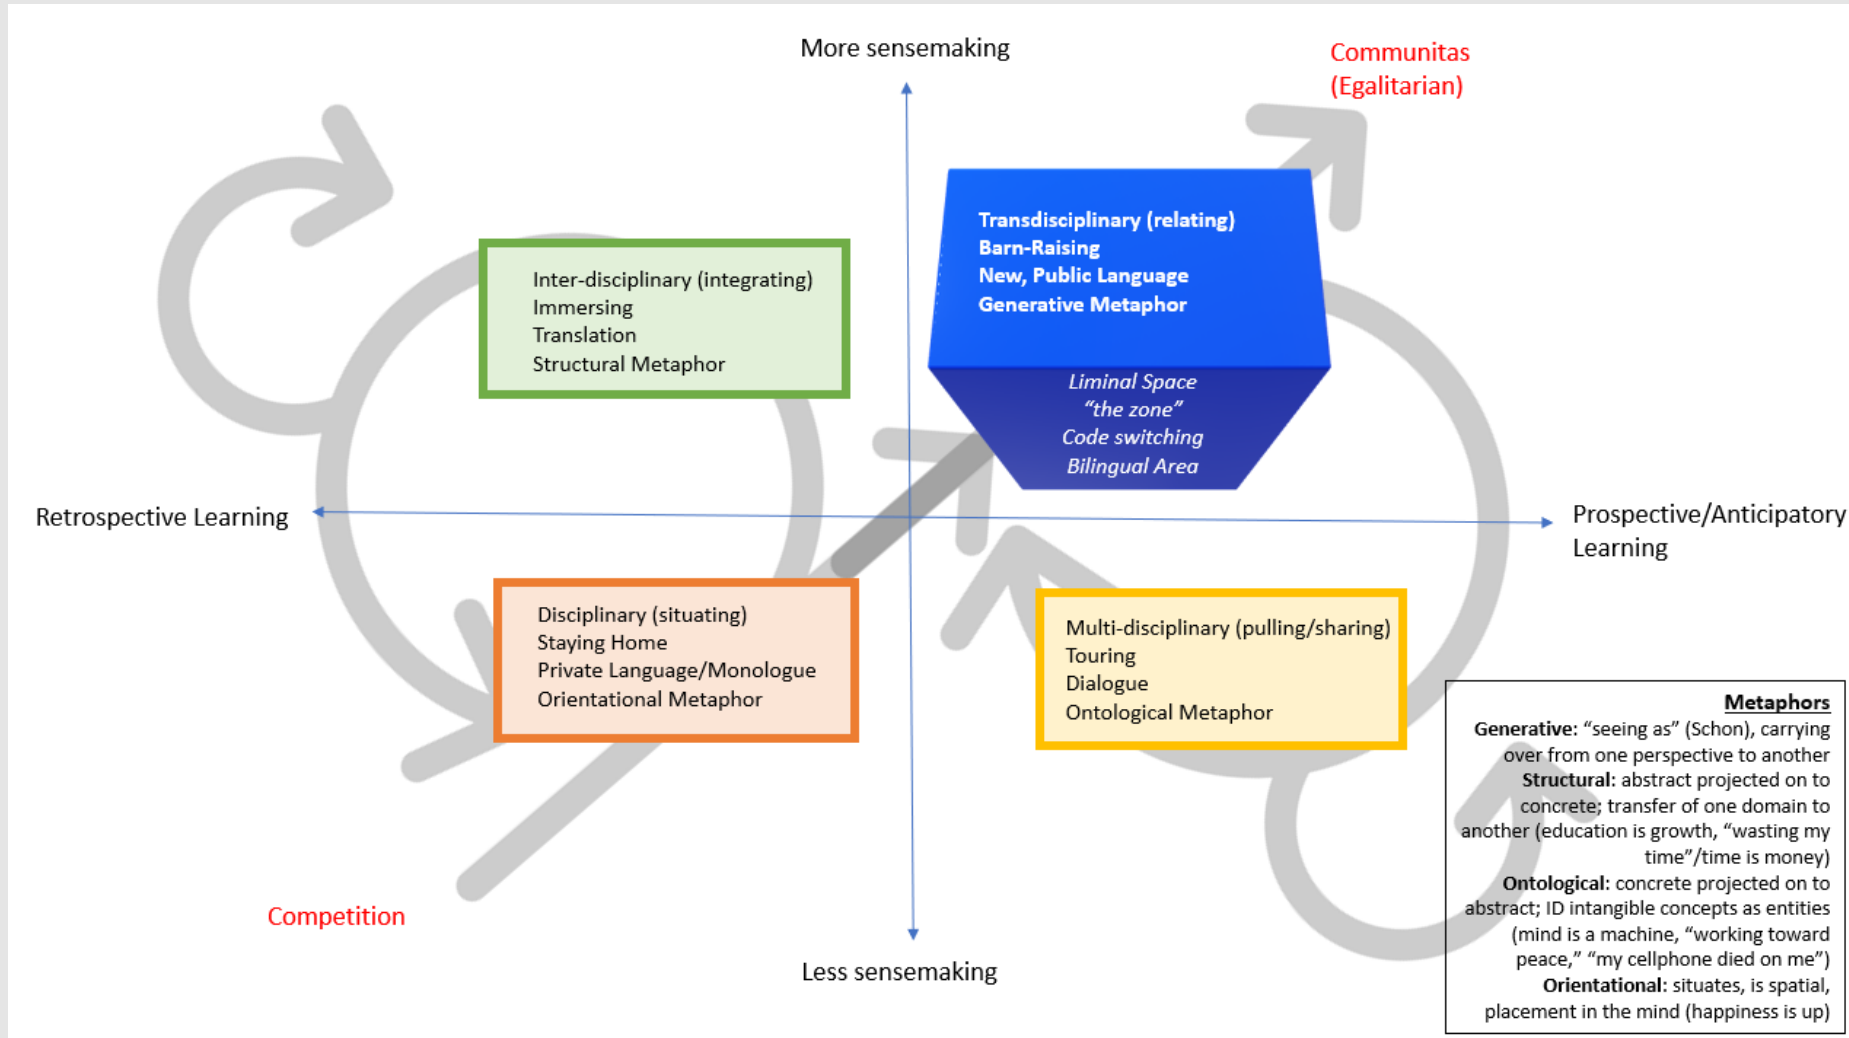 More sensemaking
Communitas
(Egalitarian)
Transdisciplinary (relating)
Barn-Raising
New, Public Language
Generative Metaphor
Inter-disciplinary (integrating)
Immersing
Translation
Structural Metaphor
Liminal Space
“the zone”
Code switching
Bilingual Area
Retrospective Learning
Prospective/Anticipatory
Learning
Disciplinary (situating)
Staying Home
Private Language/Monologue
Orientational Metaphor
Multi-disciplinary (pulling/sharing)
Touring
Dialogue
Ontological Metaphor
Competition
Less sensemaking
Metaphors
Generative: “seeing as” (Schon), carrying
over from one perspective to another
Structural: abstract projected on to
concrete; transfer of one domain to
another (education is growth, “wasting my
time”/time is money)
Ontological: concrete projected on to
abstract; ID intangible concepts as entities
(mind is a machine, “working toward
peace,” “my cellphone died on me”)
Orientational: situates, is spatial,
placement in the mind (happiness is up)